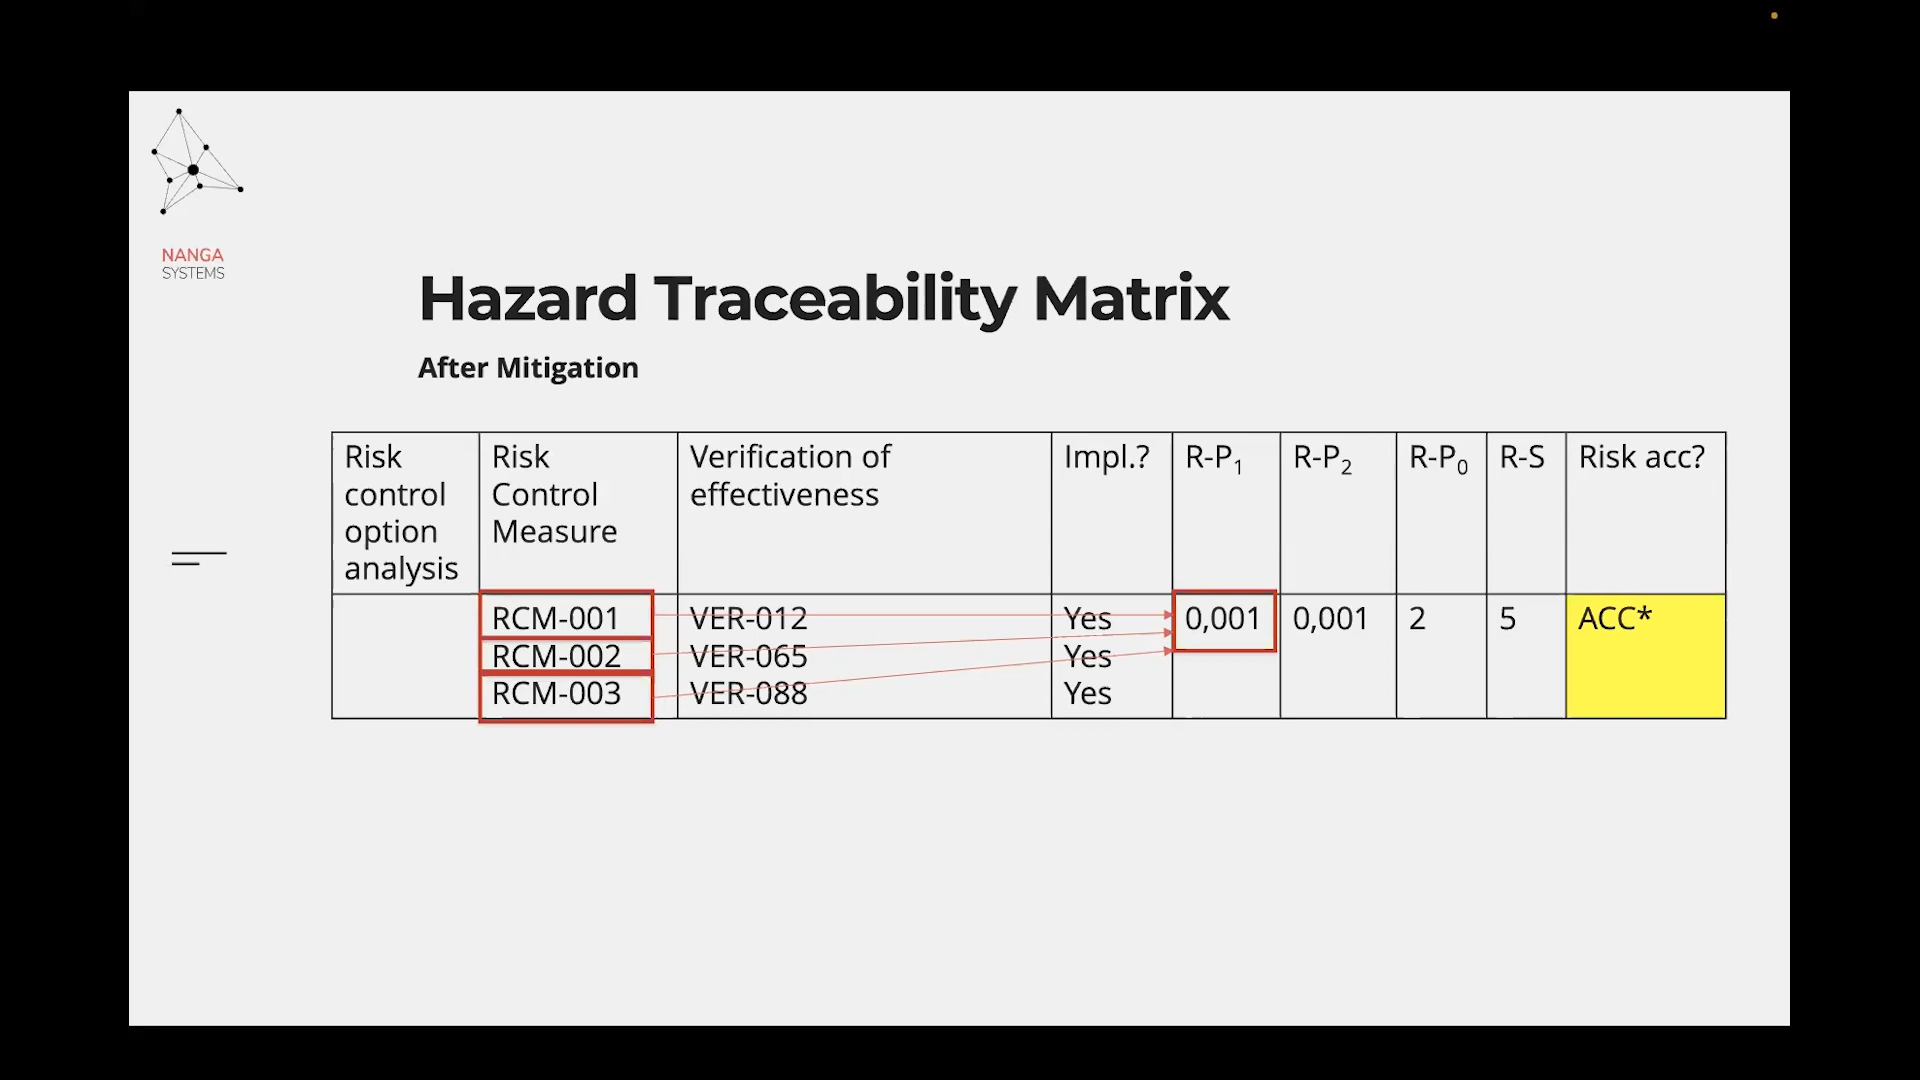 NANGA
SYSTEMS
Hazard Traceability Matrix
After Mitigation
Risk control option analysis
Risk Control Measure
Verification of effectiveness
Impl.?
R-P₁
R-P₂
R-P₀
R-S
Risk acc?
RCM-001 VER-012 Yes 0,001 0,001 2 5 ACC*
RCM-002 VER-065 Yes
RCM-003 VER-088 Yes